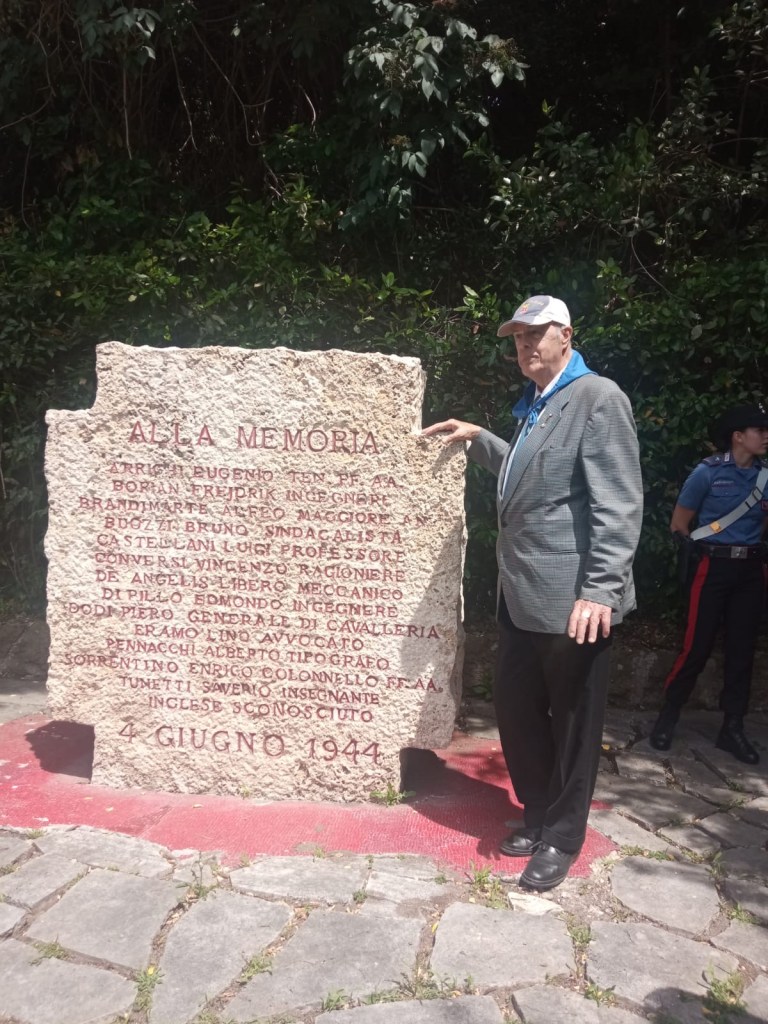 ALLA MEMORIA
ARRIGHI EUGENIO TEN. FF. AA.
BORIAN FREJDRIK INGEGNERE
BRANDIMARTE ALFEO MAGGIORE AN
BUOZZI BRUNO SINDACALISTA
CASTELLANI LUIGI PROFESSORE
CONVERSI VINCENZO RAGIONIERE
DE ANGELIS LIBERO MECCANICO
DI PILLO EDMONDO INGEGNERE
DODI PIERO GENERALE DI CAVALLERIA
ERAMO LINO AVVOCATO
PENNACCHI ALBERTO TIPOGRAFO
SORRENTINO ENRICO COLONNELLO FF. AA.
TUNETTI SAVERIO INSEGNANTE
INGLESE SCONOSCIUTO
4 GIUGNO 1944